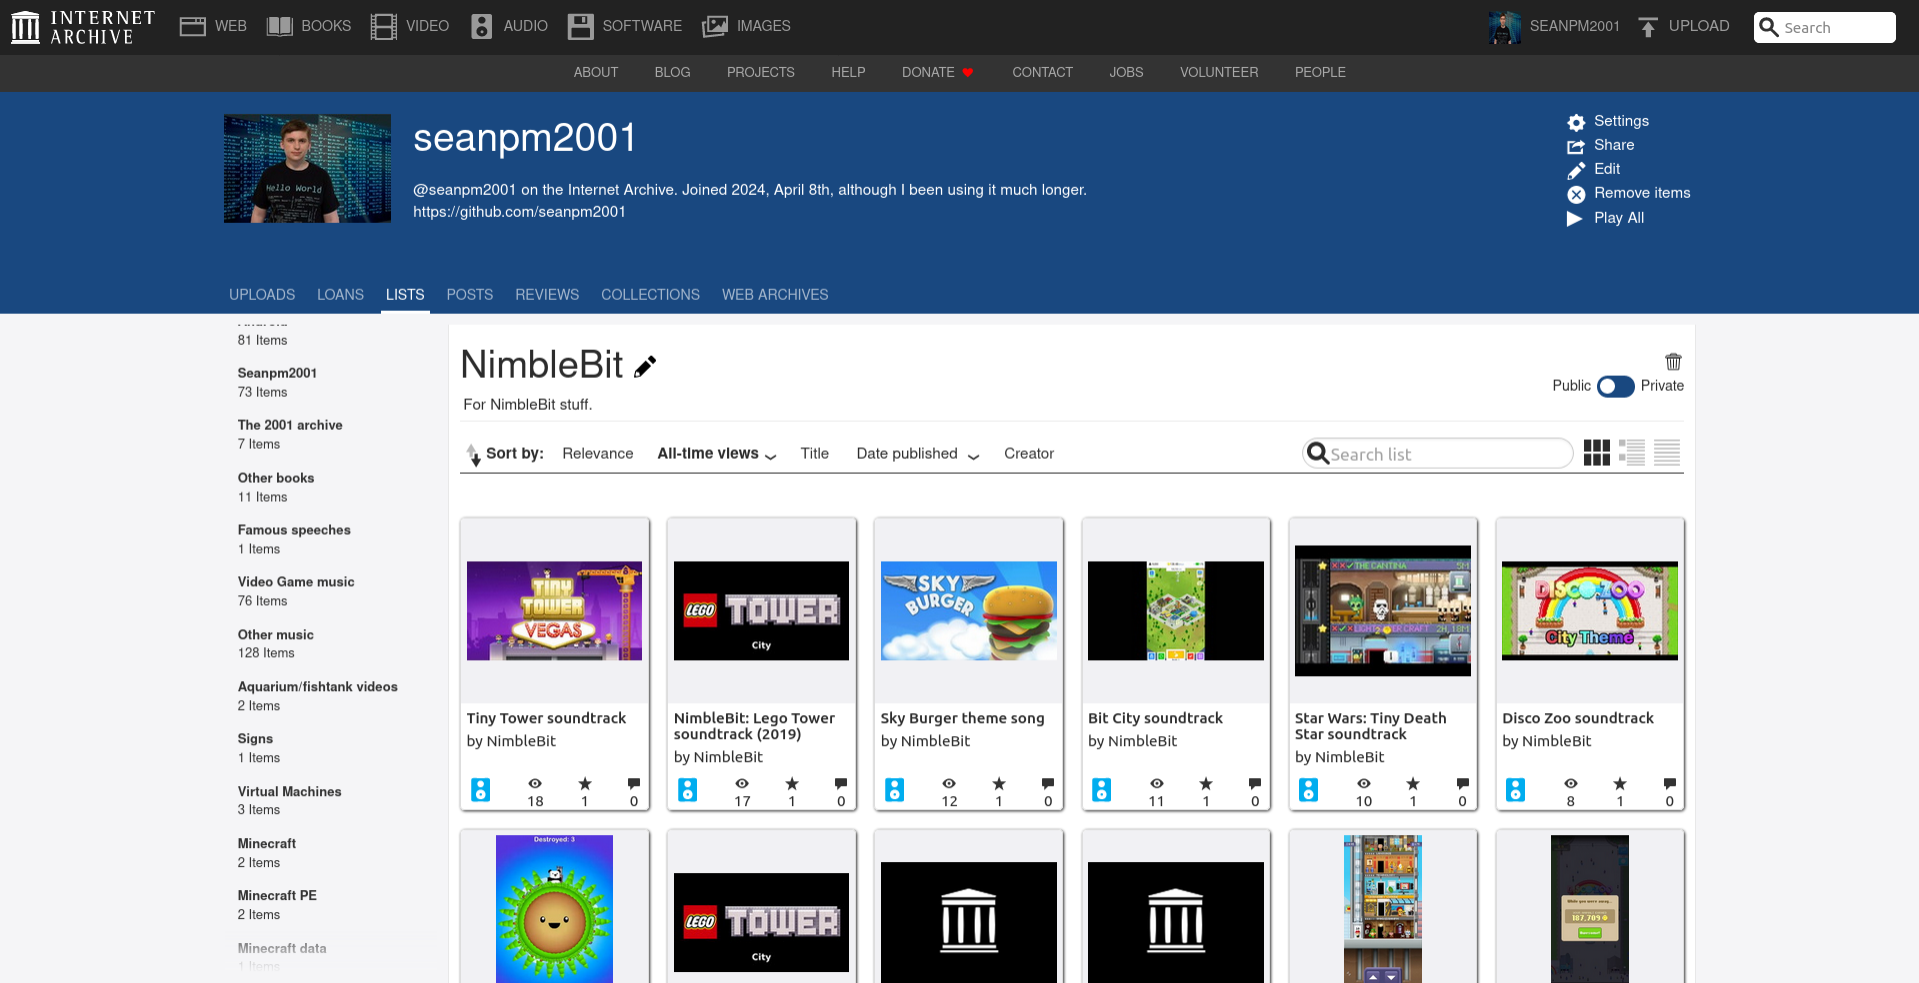 INTERNET
ARCHIVE
WEB
BOOKS
VIDEO
AUDIO
SOFTWARE
IMAGES
SEANPM2001
UPLOAD
Search
ABOUT
BLOG
PROJECTS
HELP
DONATE
CONTACT
JOBS
VOLUNTEER
PEOPLE
Hello World
seanpm2001
@seanpm2001 on the Internet Archive. Joined 2024, April 8th, although I been using it much longer.
https://github.com/seanpm2001
Settings
Share
Edit
Remove items
Play All
UPLOADS
LOANS
LISTS
POSTS
REVIEWS
COLLECTIONS
WEB ARCHIVES
81 Items
Seanpm2001
73 Items
The 2001 archive
7 Items
Other books
11 Items
Famous speeches
1 Items
Video Game music
76 Items
Other music
128 Items
Aquarium/fishtank videos
2 Items
Signs
1 Items
Virtual Machines
3 Items
Minecraft
2 Items
Minecraft PE
2 Items
Minecraft data
1 Items
NimbleBit
For NimbleBit stuff.
Public
Private
Sort by:
Relevance
All-time views
Title
Date published
Creator
Search list
TINY
TOWER
VEGAS
Tiny Tower soundtrack
by NimbleBit
18
1
0
LEGO TOWER
City
NimbleBit: Lego Tower
soundtrack (2019)
by NimbleBit
17
1
0
SKY
BURGER
Sky Burger theme song
by NimbleBit
12
1
0
Bit City soundtrack
by NimbleBit
11
1
0
THE CANTINA 5M
2H, 18M
Star Wars: Tiny Death
Star soundtrack
by NimbleBit
10
1
0
DISCO ZOO
City Theme
Disco Zoo soundtrack
by NimbleBit
8
1
0
Destroyed: 3
LEGO TOWER
City
While you were away...
187,789